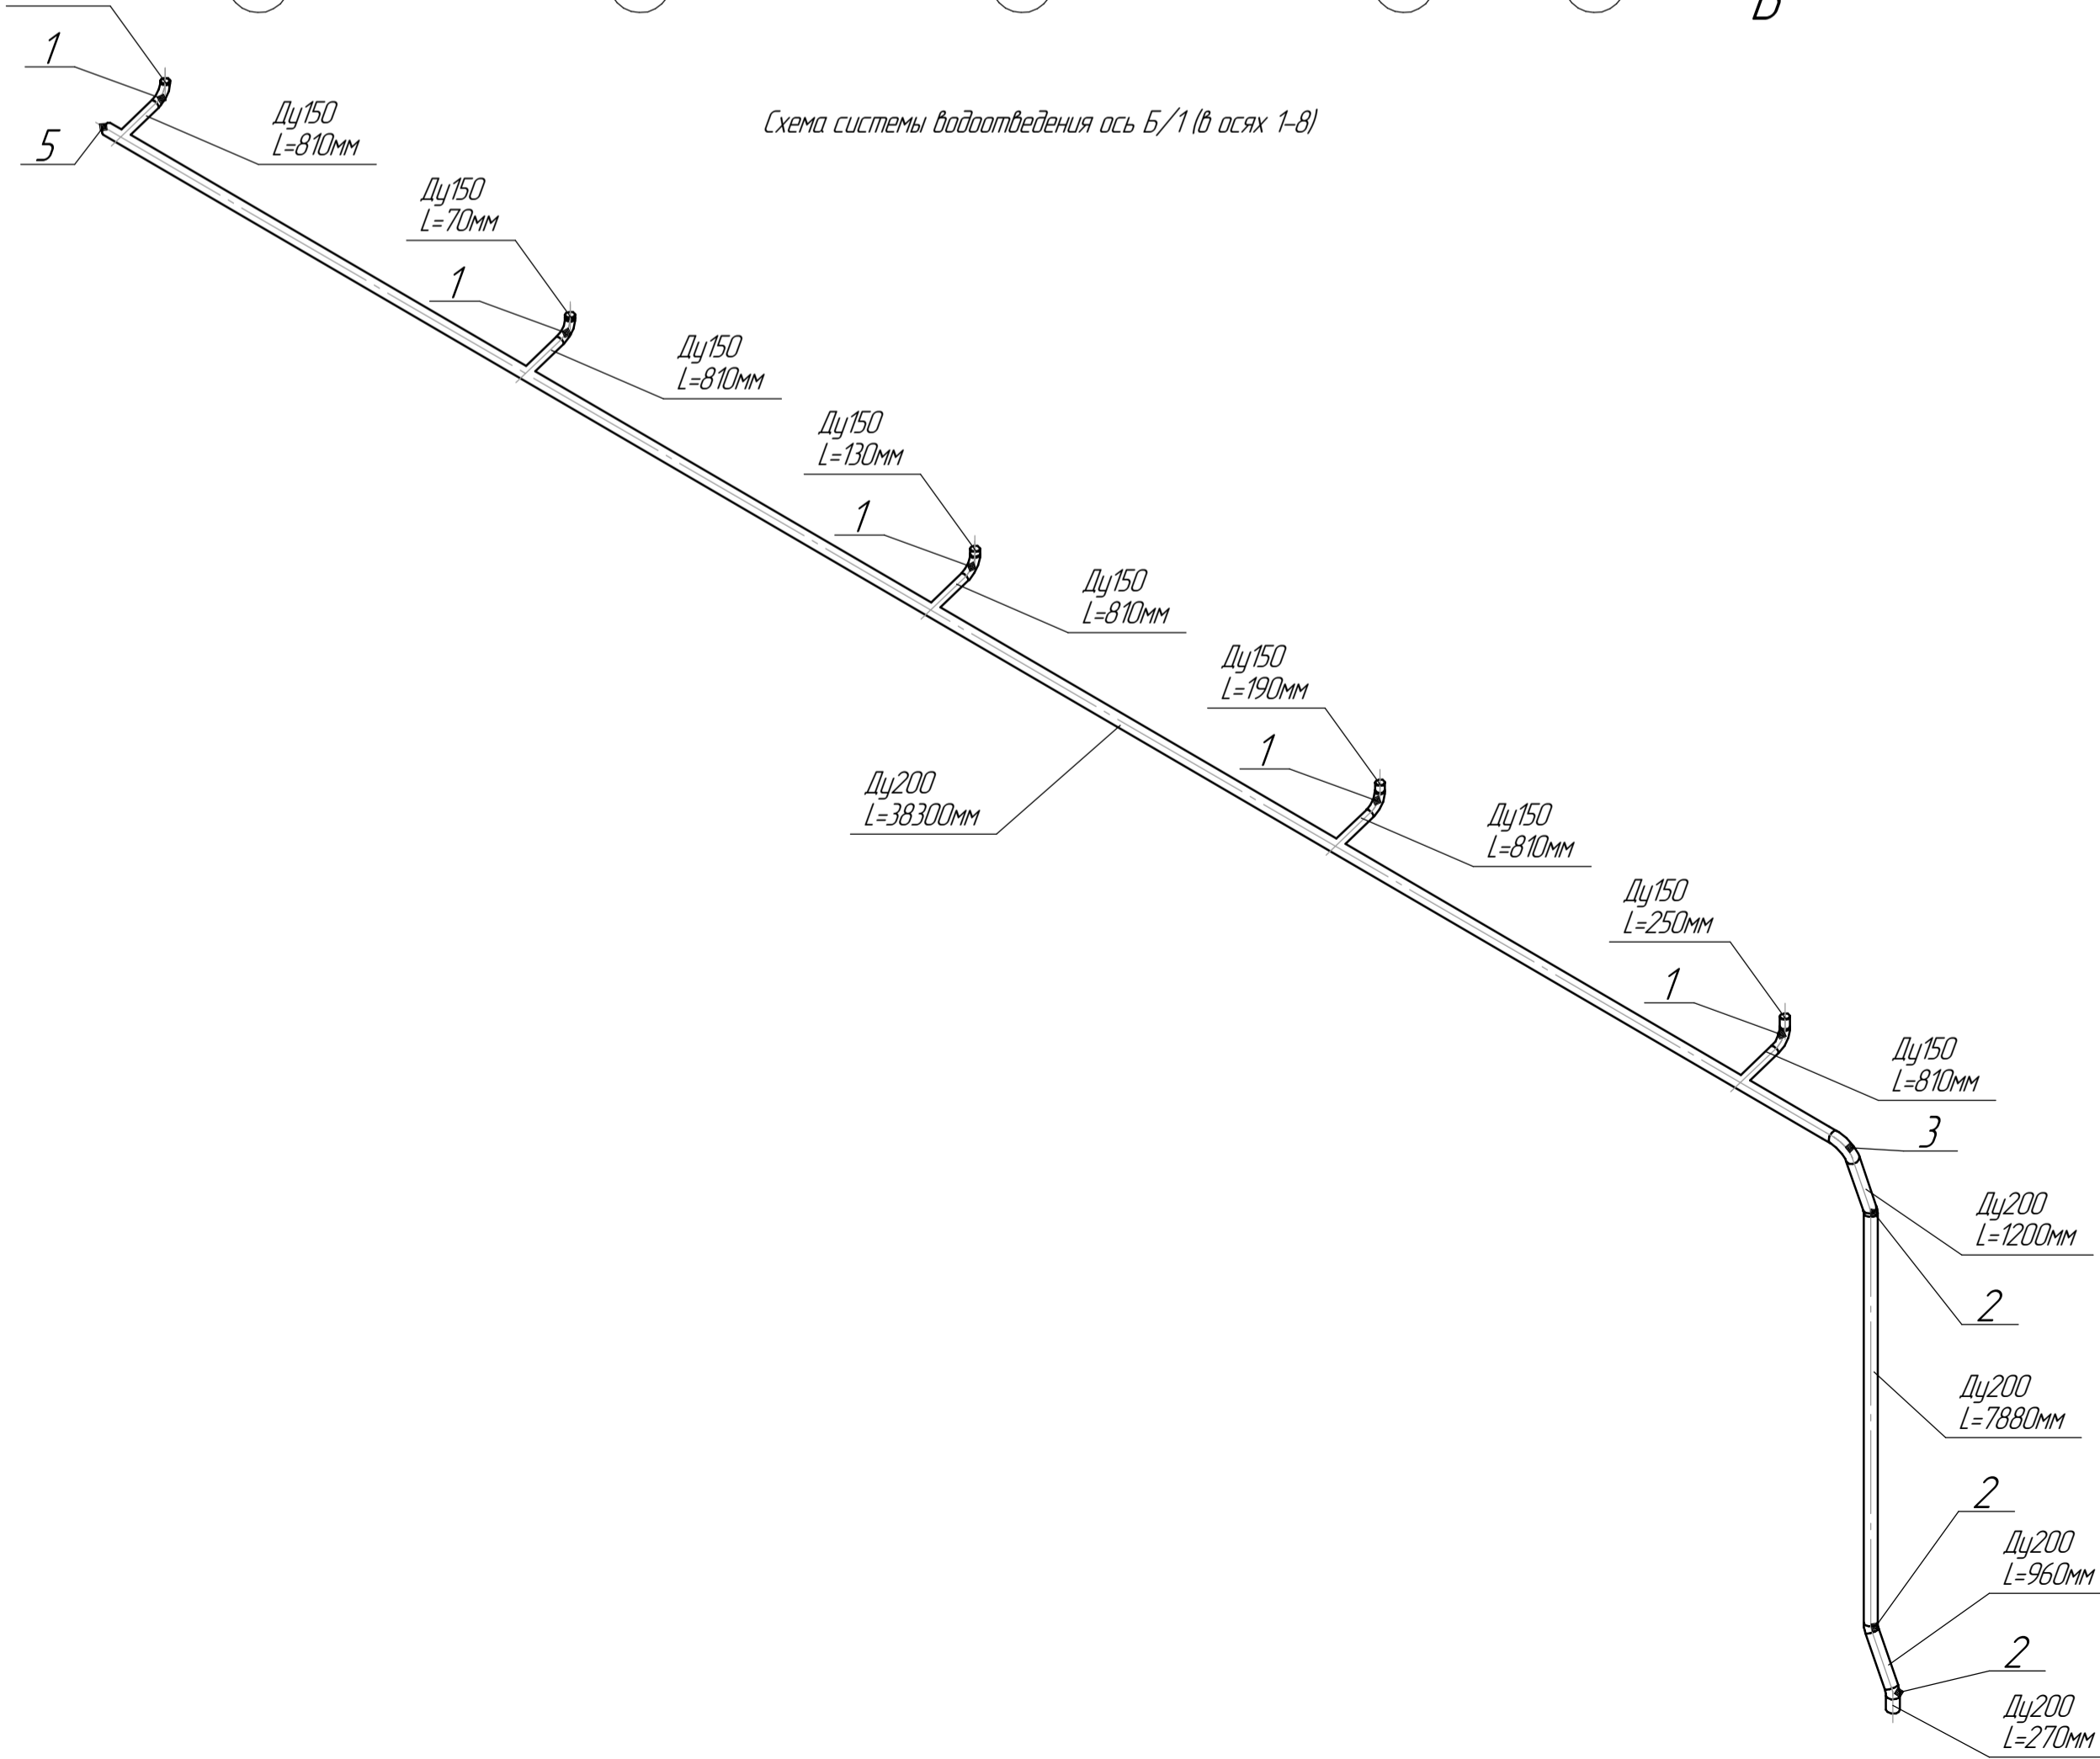 1
Схема системы водоотведения ось Б/1 (в осях 1-8)
Ду150
L=810мм
5
Ду150
L=70мм
1
Ду150
L=810мм
Ду150
L=130мм
1
Ду150
L=810мм
Ду150
L=190мм
1
Ду200
L=38300мм
Ду150
L=810мм
Ду150
L=250мм
1
Ду150
L=810мм
3
Ду200
L=1200мм
2
Ду200
L=7880мм
2
Ду200
L=960мм
2
Ду200
L=270мм